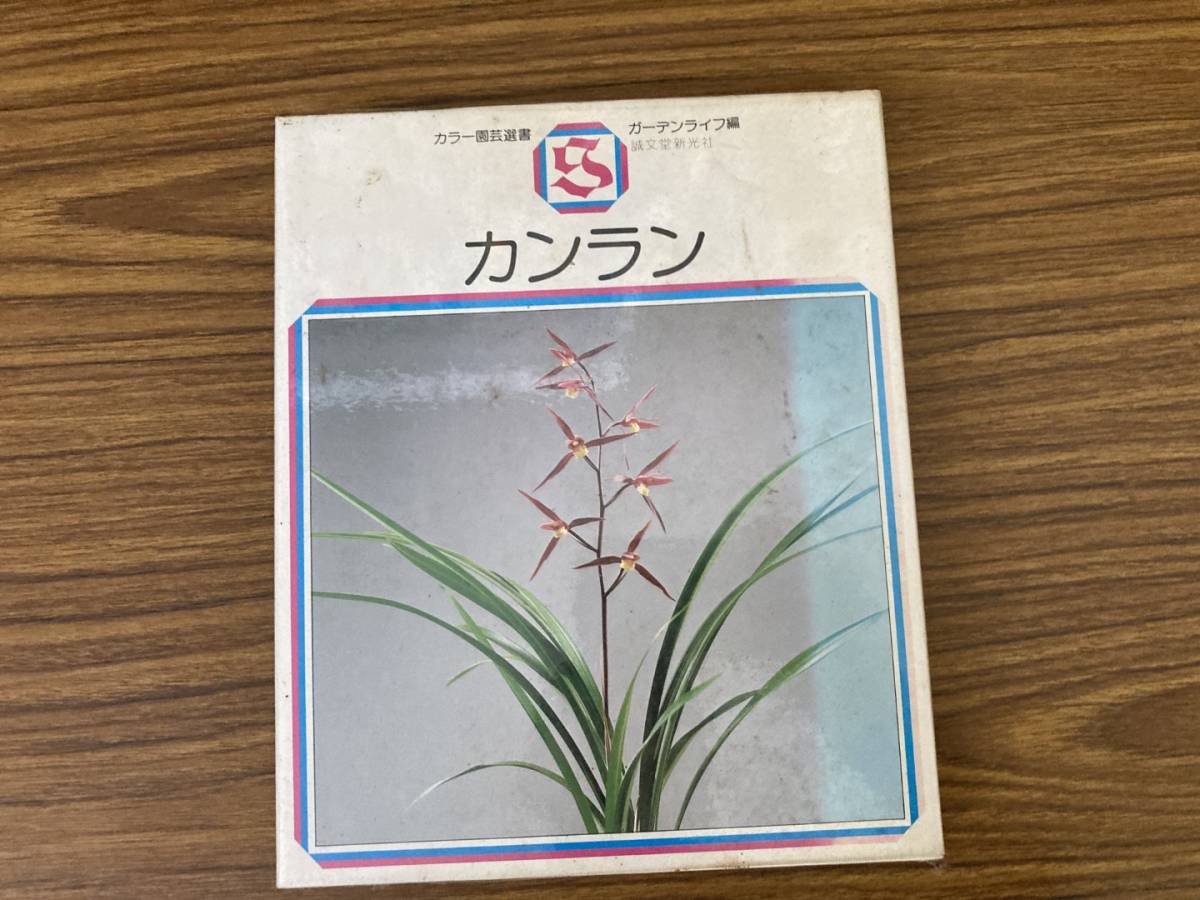 カラー園芸選書
S
ガーデンライフ編
誠文堂新光社
カンラン